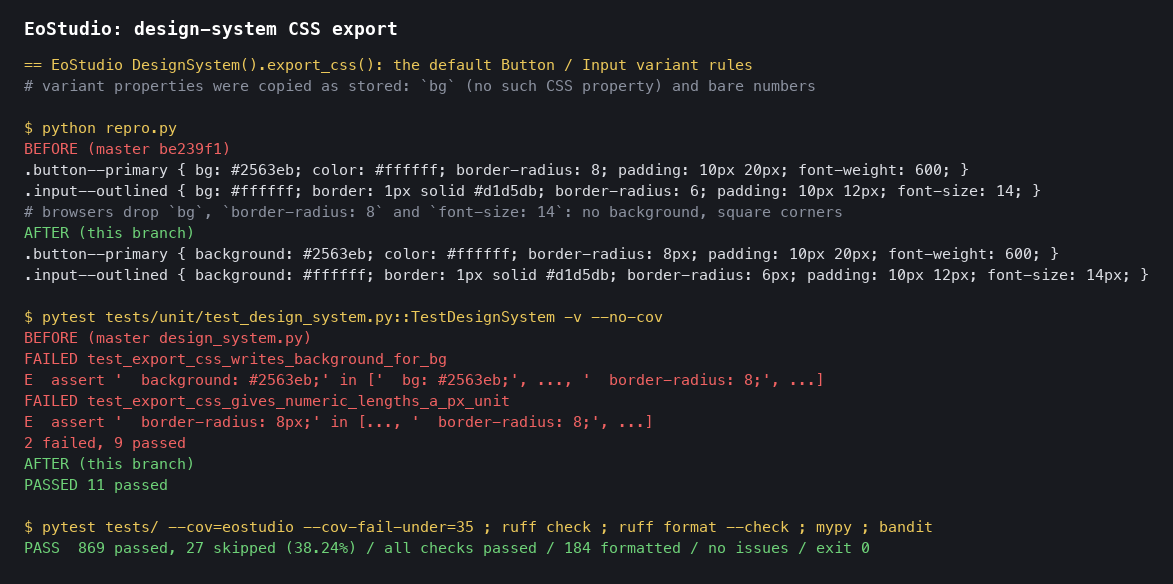 EoStudio: design-system CSS export
== EoStudio DesignSystem().export_css(): the default Button / Input variant rules
# variant properties were copied as stored: `bg` (no such CSS property) and bare numbers
$ python repro.py
BEFORE (master be239f1)
.button--primary { bg: #2563eb; color: #ffffff; border-radius: 8; padding: 10px 20px; font-weight: 600; }
.input--outlined { bg: #ffffff; border: 1px solid #d1d5db; border-radius: 6; padding: 10px 12px; font-size: 14; }
# browsers drop `bg`, `border-radius: 8` and `font-size: 14`: no background, square corners
AFTER (this branch)
.button--primary { background: #2563eb; color: #ffffff; border-radius: 8px; padding: 10px 20px; font-weight: 600; }
.input--outlined { background: #ffffff; border: 1px solid #d1d5db; border-radius: 6px; padding: 10px 12px; font-size: 14px; }
$ pytest tests/unit/test_design_system.py::TestDesignSystem -v --no-cov
BEFORE (master design_system.py)
FAILED test_export_css_writes_background_for_bg
E  assert '  background: #2563eb;' in ['  bg: #2563eb;', ..., '  border-radius: 8;', ...]
FAILED test_export_css_gives_numeric_lengths_a_px_unit
E  assert '  border-radius: 8px;' in [..., '  border-radius: 8;', ...]
2 failed, 9 passed
AFTER (this branch)
PASSED 11 passed
$ pytest tests/ --cov=eostudio --cov-fail-under=35 ; ruff check ; ruff format --check ; mypy ; bandit
PASS  869 passed, 27 skipped (38.24%) / all checks passed / 184 formatted / no issues / exit 0